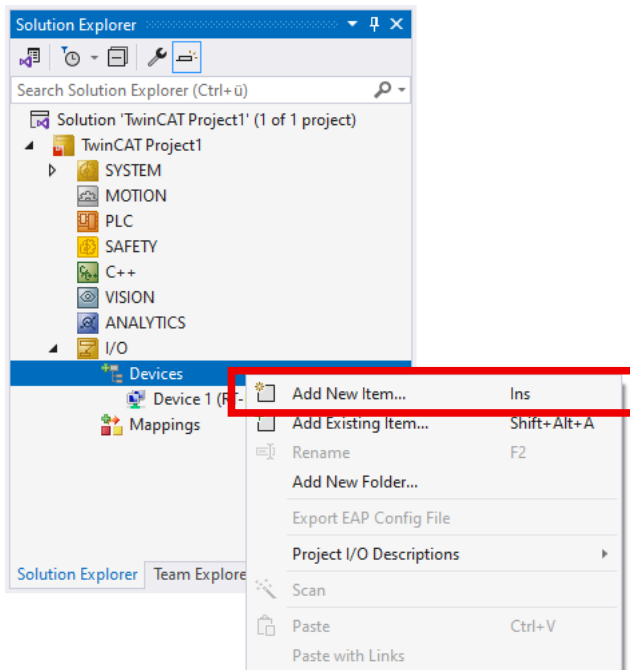 Solution Explorer
Search Solution Explorer (Ctrl+ü)
Solution 'TwinCAT Project1' (1 of 1 project)
TwinCAT Project1
SYSTEM
MOTION
PLC
SAFETY
C++
VISION
ANALYTICS
I/O
Devices
Device 1 (RT-
Mappings
Solution Explorer Team Explore
Add New Item... Ins
Add Existing Item... Shift+Alt+A
Rename F2
Add New Folder...
Export EAP Config File
Project I/O Descriptions
Scan
Paste Ctrl+V
Paste with Links